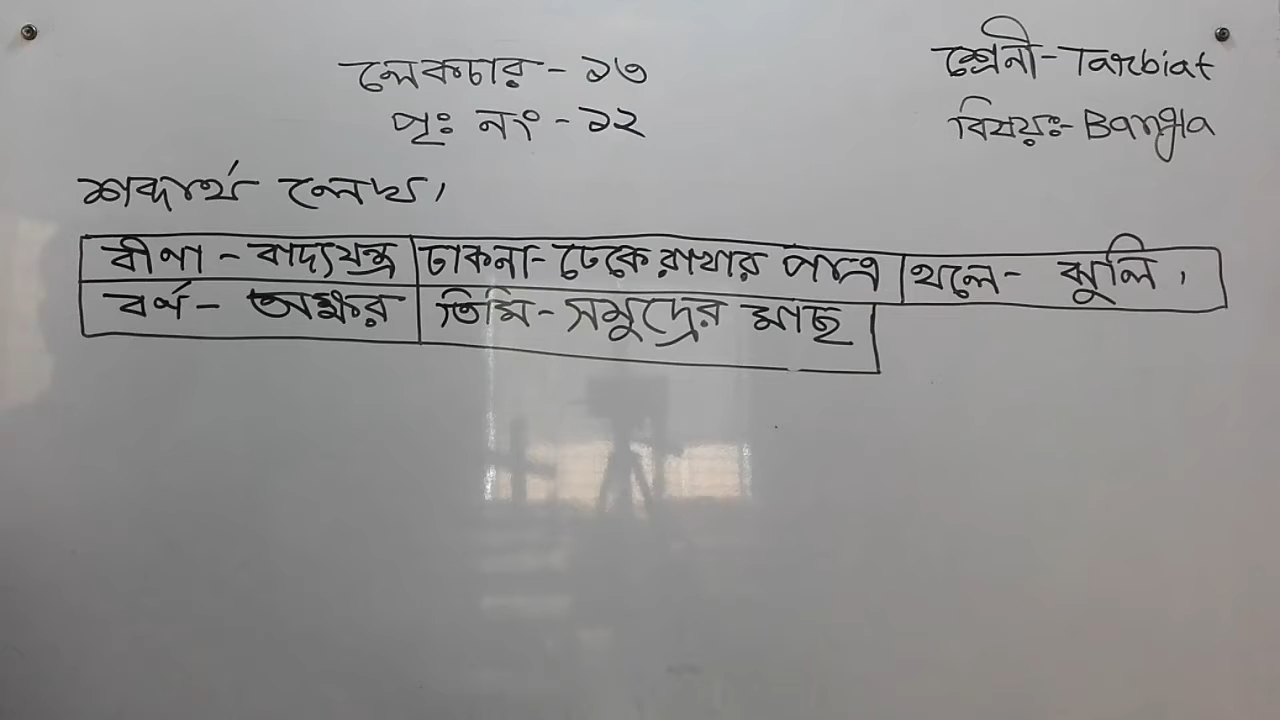 লেকচার - ১৩
শ্রেনী - Tarbiat
পৃঃ নং - ১২
বিষয়ঃ- Bangla
শব্দার্থ লেখ।
বীণা - বাদ্যযন্ত্র ঢাকনা - ঢেকে রাখার পাত্র থলে - ঝুলি।
বর্ণ - অক্ষর তিমি - সমুদ্রের মাছ